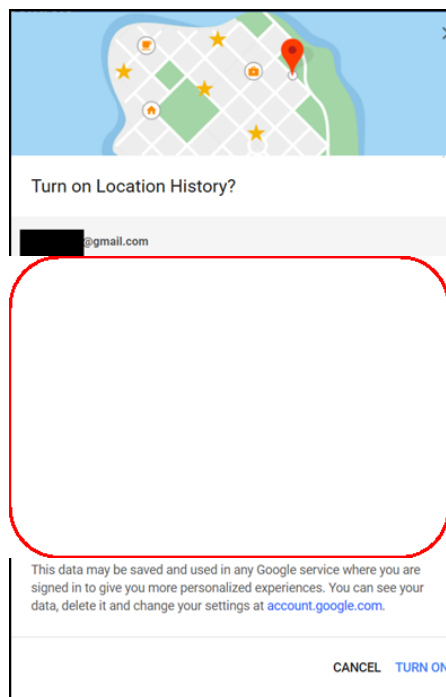 Turn on Location History?
@gmail.com
This data may be saved and used in any Google service where you are
signed in to give you more personalized experiences. You can see your
data, delete it and change your settings at account.google.com.
CANCEL TURN ON